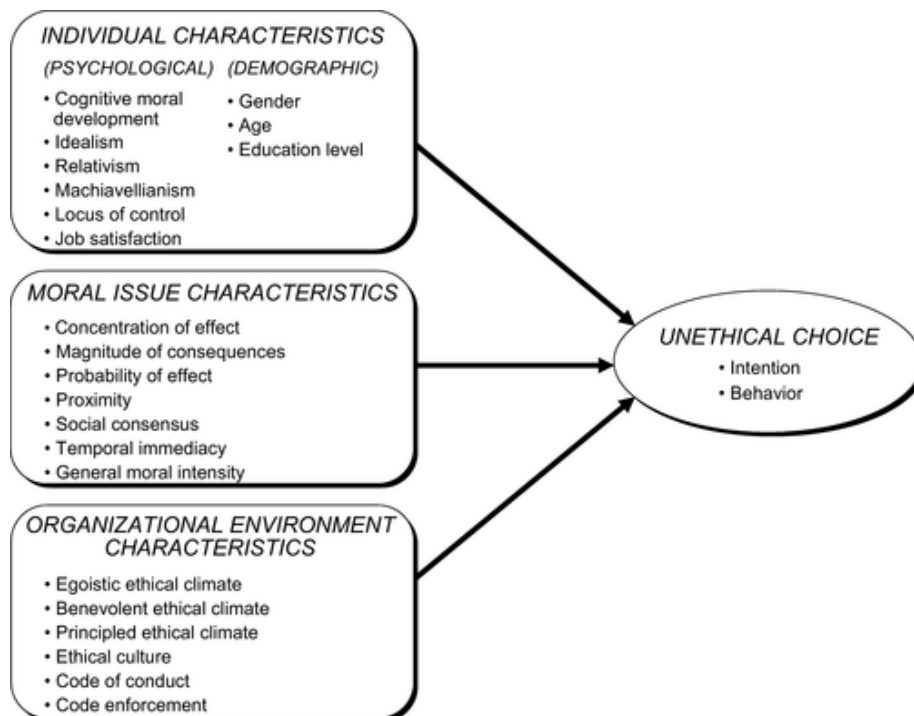 INDIVIDUAL CHARACTERISTICS
(PSYCHOLOGICAL) (DEMOGRAPHIC)
• Cognitive moral
development
• Idealism
• Relativism
• Machiavellianism
• Locus of control
• Job satisfaction
• Gender
• Age
• Education level
MORAL ISSUE CHARACTERISTICS
• Concentration of effect
• Magnitude of consequences
• Probability of effect
• Proximity
• Social consensus
• Temporal immediacy
• General moral intensity
ORGANIZATIONAL ENVIRONMENT
CHARACTERISTICS
• Egoistic ethical climate
• Benevolent ethical climate
• Principled ethical climate
• Ethical culture
• Code of conduct
• Code enforcement
UNETHICAL CHOICE
• Intention
• Behavior